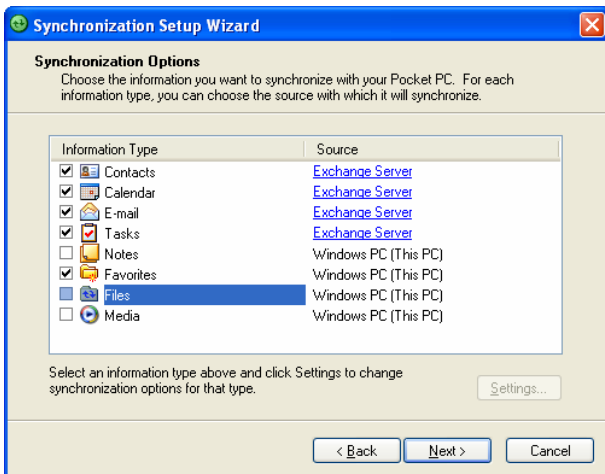 Synchronization Setup Wizard
Synchronization Options
Choose the information you want to synchronize with your Pocket PC. For each
information type, you can choose the source with which it will synchronize.
Information Type Source
Contacts Exchange Server
Calendar Exchange Server
E-mail Exchange Server
Tasks Exchange Server
Notes Windows PC (This PC)
Favorites Windows PC (This PC)
Files Windows PC (This PC)
Media Windows PC (This PC)
Select an information type above and click Settings to change
synchronization options for that type.
Settings...
< Back Next > Cancel